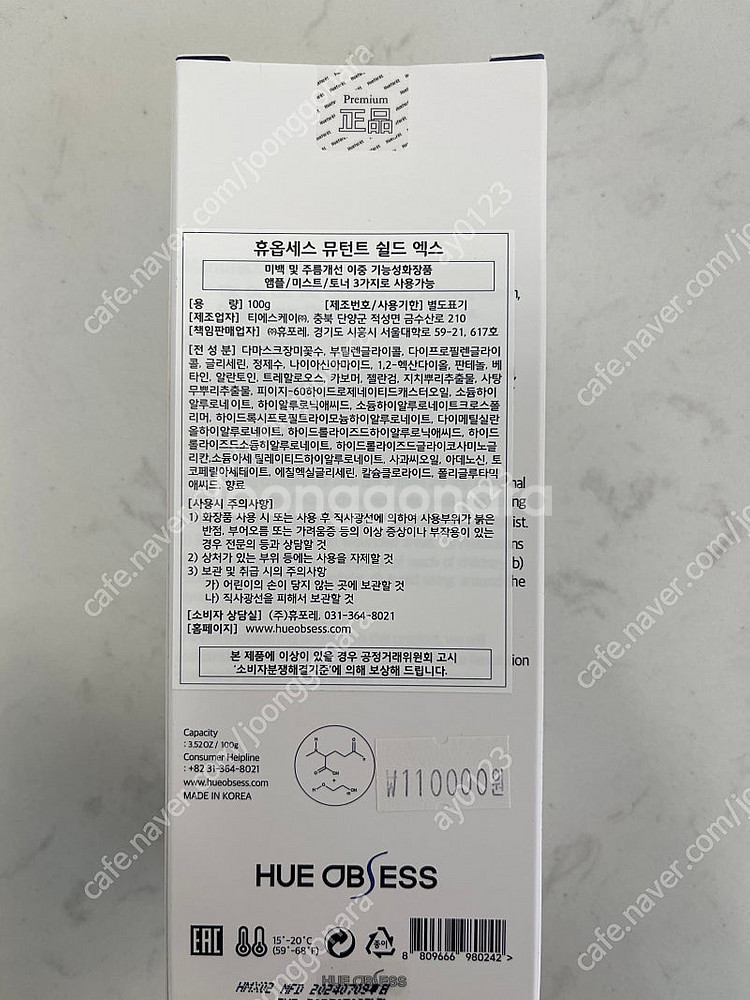 Premium
正品
휴옵세스 뮤턴트 쉴드 엑스
미백 및 주름개선 이중 기능성화장품
앰플/미스트/토너 3가지로 사용가능
[용 량] 100g [제조번호/사용기한] 별도표기
[제조업자] 티에스케이㈜, 충북 단양군 적성면 금수산로 210
[책임판매업자] ㈜휴포레, 경기도 시흥시 서울대학로 59-21, 617호
[전 성 분] 다마스크장미꽃수, 부틸렌글라이콜, 다이프로필렌글라이
콜, 글리세린, 정제수, 나이아신아마이드, 1,2-헥산다이올, 판테놀, 베
타인, 알란토인, 트레할로오스, 카보머, 젤란검, 지치뿌리추출물, 사탕
무뿌리추출물, 피이지-60하이드로제네이티드캐스터오일, 소듐하이
알루로네이트, 하이알루로닉애씨드, 소듐하이알루로네이트크로스폴
리머, 하이드록시프로필트라이모늄하이알루로네이트, 다이메틸실란
올하이알루로네이트, 하이드롤라이즈드하이알루로닉애씨드, 하이드
롤라이즈드소듐하이알루로네이트, 하이드롤라이즈드글라이코사미노글
리칸,소듐아세틸레이티드하이알루로네이트, 사과씨오일, 아데노신, 토
코페릴아세테이트, 에칠헥실글리세린, 칼슘클로라이드, 폴리글루타믹
애씨드, 향료
[사용시 주의사항]
1) 화장품 사용 시 또는 사용 후 직사광선에 의하여 사용부위가 붉은
반점, 부어오름 또는 가려움증 등의 이상 증상이나 부작용이 있는
경우 전문의 등과 상담할 것
2) 상처가 있는 부위 등에는 사용을 자제할 것
3) 보관 및 취급 시의 주의사항
가) 어린이의 손이 닿지 않는 곳에 보관할 것
나) 직사광선을 피해서 보관할 것
[소비자 상담실] (주)휴포레, 031-364-8021
[홈페이지] www.hueobsess.com
본 제품에 이상이 있을 경우 공정거래위원회 고시
'소비자분쟁해결기준'에 의해 보상해 드립니다.
Capacity
: 3.52OZ / 100g
Consumer Helpline
: +82 31-364-8021
www.hueobsess.com
MADE IN KOREA
₩110000원
HUE OBSESS
EAC
15˚-20˚C
(59˚-68˚F)
종이
8 809666 980242 >
HUE OBSESS
HMX02 MFD 20240709
joonggonara
cafe.naver.com/joonggonara
ay0123